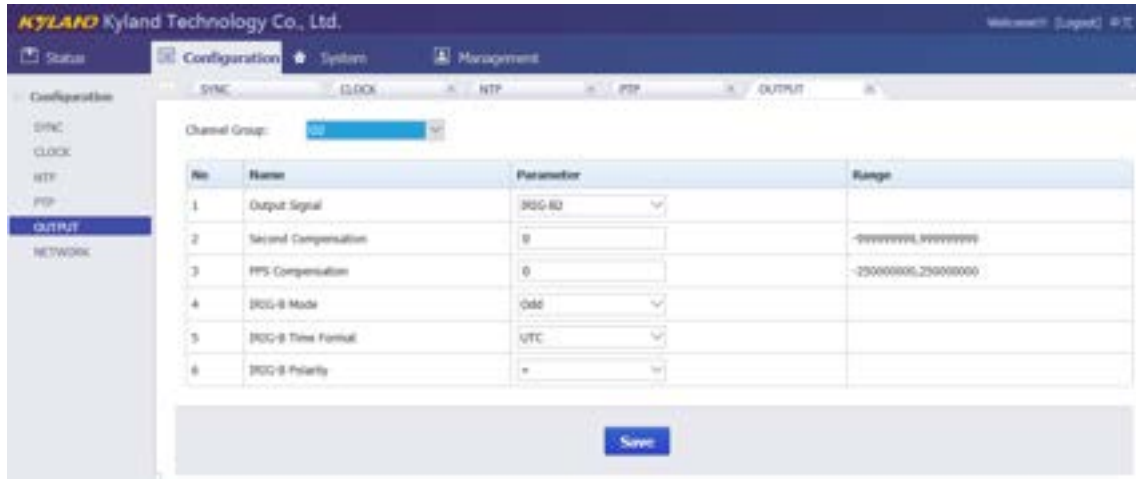 KYLAND Kyland Technology Co., Ltd.
Welcome!!! [Logout] 中文
Status Configuration System Management
Configuration SYNC CLOCK NTP PTP OUTPUT
SYNC
CLOCK
NTP
PTP
OUTPUT
NETWORK
Channel Group:
No Name Parameter Range
1 Output Signal
2 Second Compensation 0
3 PPS Compensation 0 -250000000,250000000
4 IRIG-B Mode Odd
5 IRIG-B Time Format UTC
6 IRIG-B Polarity +
Save